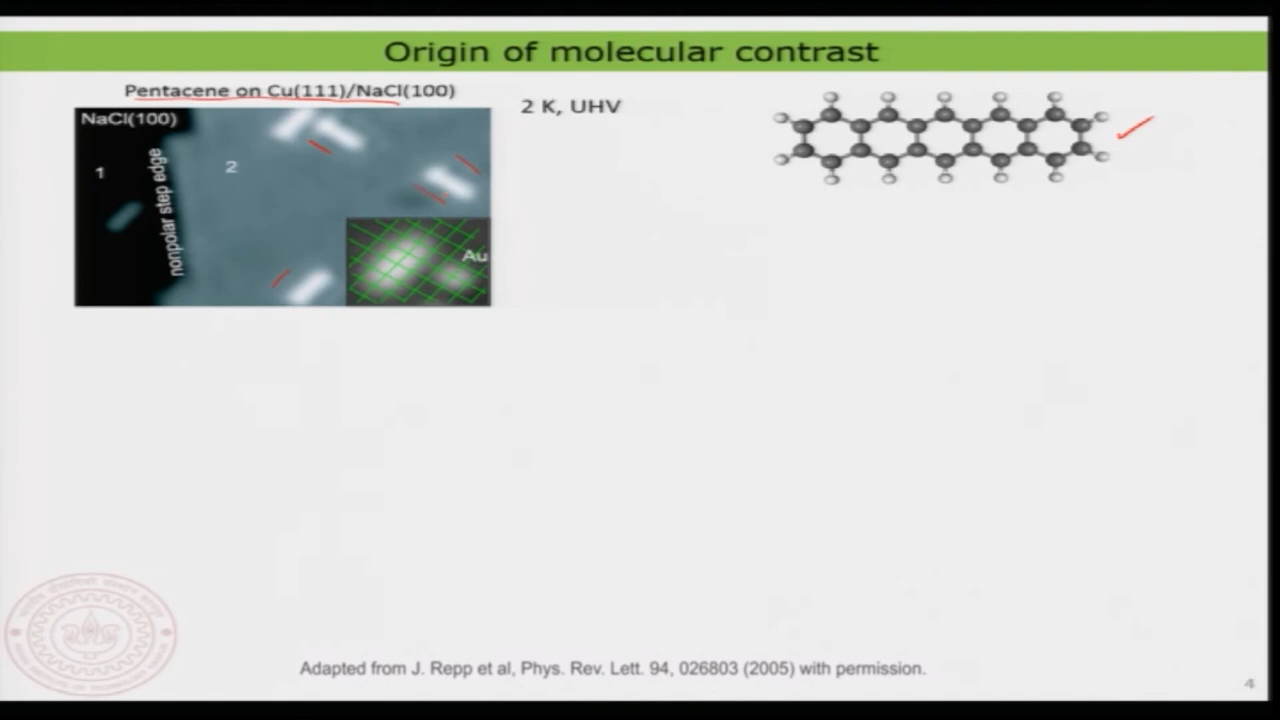 Origin of molecular contrast
Pentacene on Cu(111)/NaCl(100)
2 K, UHV
NaCl(100)
1
nonpolar step edge
2
Au
Adapted from J. Repp et al, Phys. Rev. Lett. 94, 026803 (2005) with permission.
4